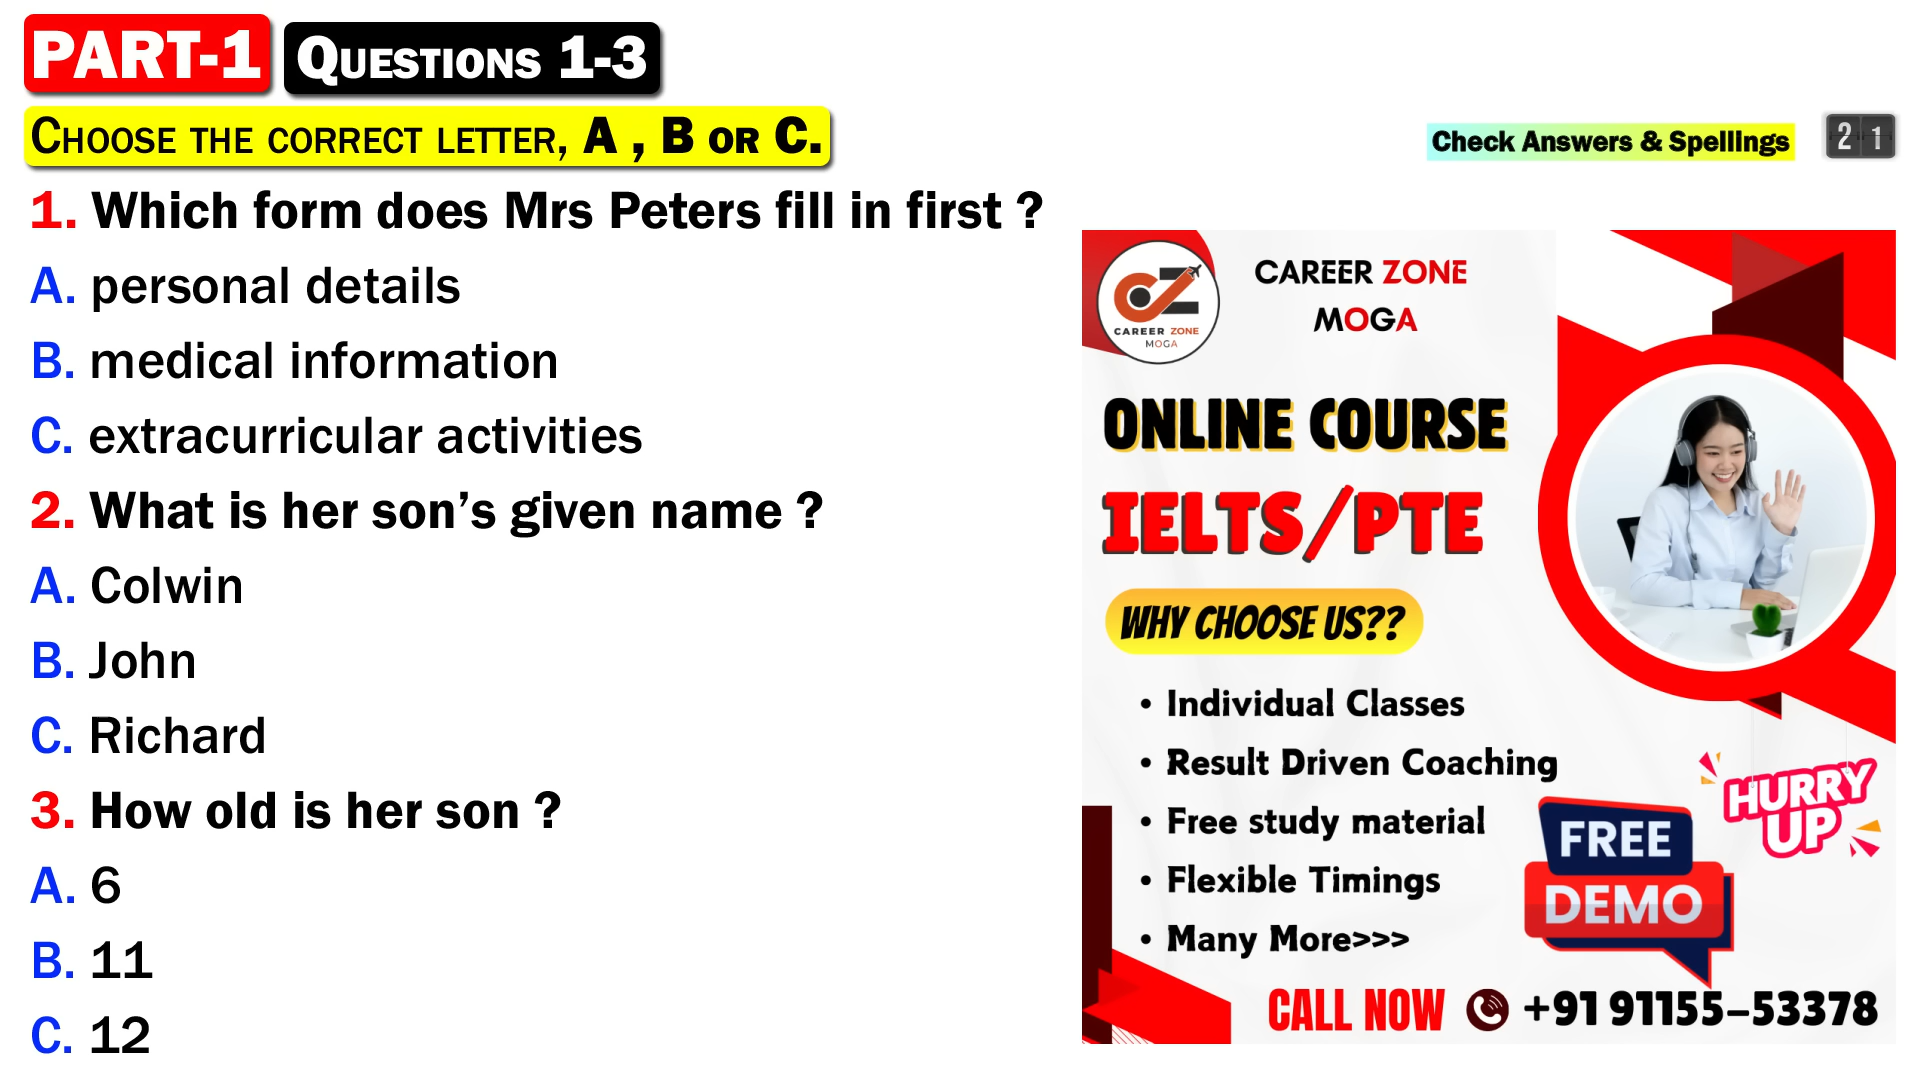 PART-1 QUESTIONS 1-3
CHOOSE THE CORRECT LETTER, A , B OR C.
Check Answers & Spellings 21
1. Which form does Mrs Peters fill in first ?
A. personal details
B. medical information
C. extracurricular activities
2. What is her son's given name ?
A. Colwin
B. John
C. Richard
3. How old is her son ?
A. 6
B. 11
C. 12
CAREER ZONE
MOGA
CAREER ZONE
MOGA
ONLINE COURSE
IELTS/PTE
WHY CHOOSE US??
• Individual Classes
• Result Driven Coaching
• Free study material
• Flexible Timings
• Many More>>>
HURRY
UP
FREE
DEMO
CALL NOW +91 91155-53378